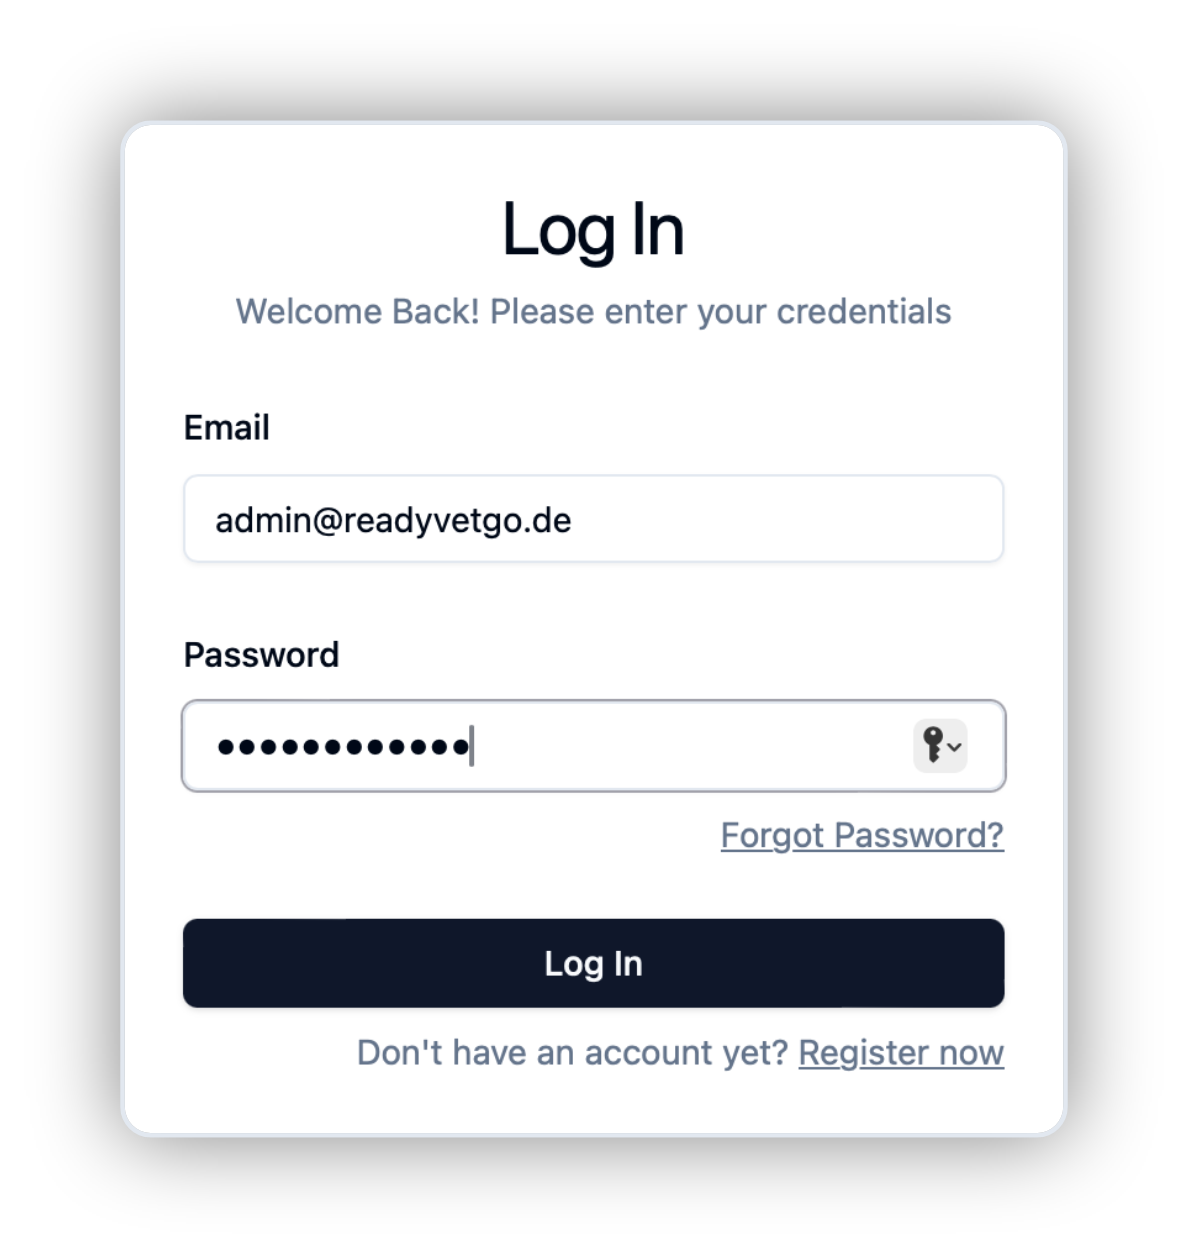 Log In
Welcome Back! Please enter your credentials
Email
admin@readyvetgo.de
Password
••••••••••••
Forgot Password?
Log In
Don't have an account yet? Register now